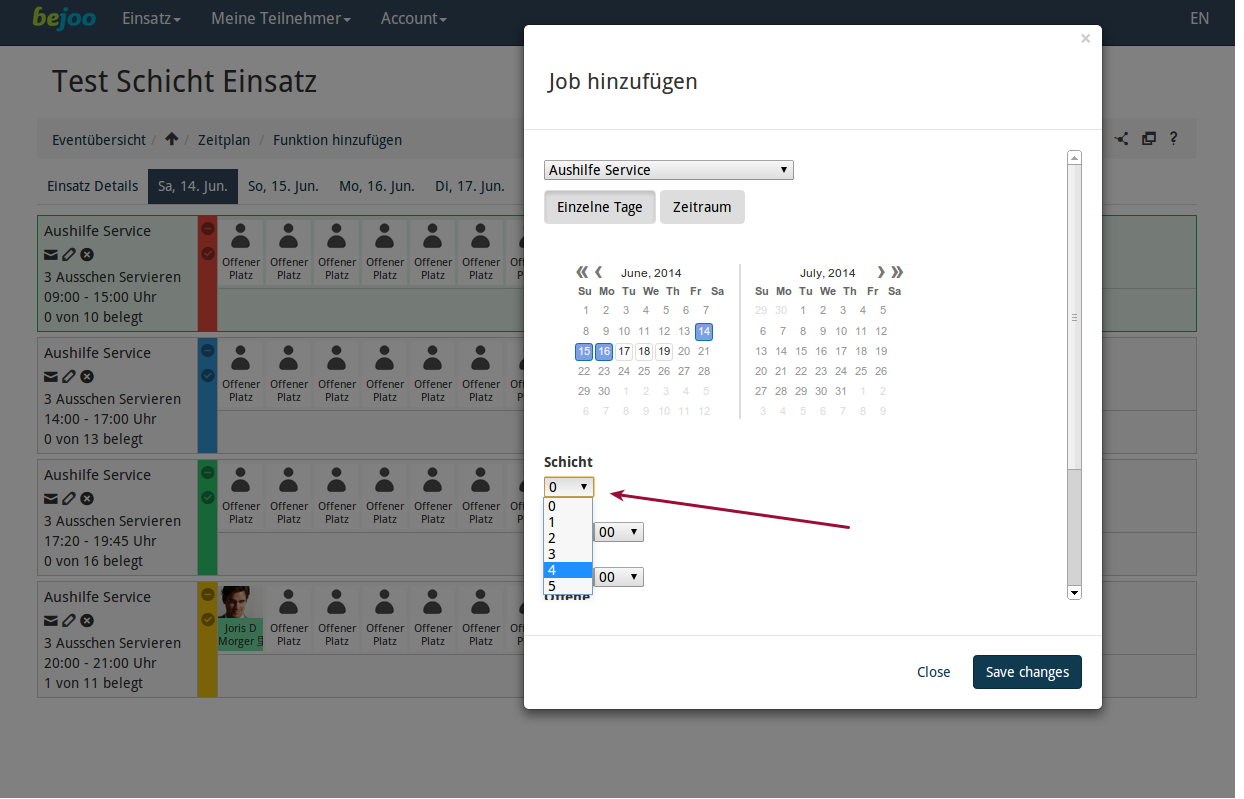 bejoo Einsatz Meine Teilnehmer Account EN
Test Schicht Einsatz
Eventübersicht / / Zeitplan / Funktion hinzufügen ?
Einsatz Details Sa, 14. Jun. So, 15. Jun. Mo, 16. Jun. Di, 17. Jun.
Aushilfe Service
3 Ausschen Servieren
09:00 - 15:00 Uhr
0 von 10 belegt
Offener Offener Offener Offener Offener Offener
Platz Platz Platz Platz Platz Platz
Aushilfe Service
3 Ausschen Servieren
14:00 - 17:00 Uhr
0 von 13 belegt
Offener Offener Offener Offener Offener Offener
Platz Platz Platz Platz Platz Platz
Aushilfe Service
3 Ausschen Servieren
17:20 - 19:45 Uhr
0 von 16 belegt
Offener Offener Offener Offener Offener Offener
Platz Platz Platz Platz Platz Platz
Aushilfe Service
3 Ausschen Servieren
20:00 - 21:00 Uhr
1 von 11 belegt
Joris D Offener Offener Offener Offener Offener
Morger Platz Platz Platz Platz Platz
×
Job hinzufügen
Aushilfe Service
Einzelne Tage Zeitraum
« ‹ June, 2014
Su Mo Tu We Th Fr Sa
1 2 3 4 5 6 7
8 9 10 11 12 13 14
15 16 17 18 19 20 21
22 23 24 25 26 27 28
29 30 1 2 3 4 5
6 7 8 9 10 11 12
July, 2014 › »
Su Mo Tu We Th Fr Sa
29 30 1 2 3 4 5
6 7 8 9 10 11 12
13 14 15 16 17 18 19
20 21 22 23 24 25 26
27 28 29 30 31 1 2
3 4 5 6 7 8 9
Schicht
0
0
1
2
3
4
5
00
00
Offene
Close Save changes